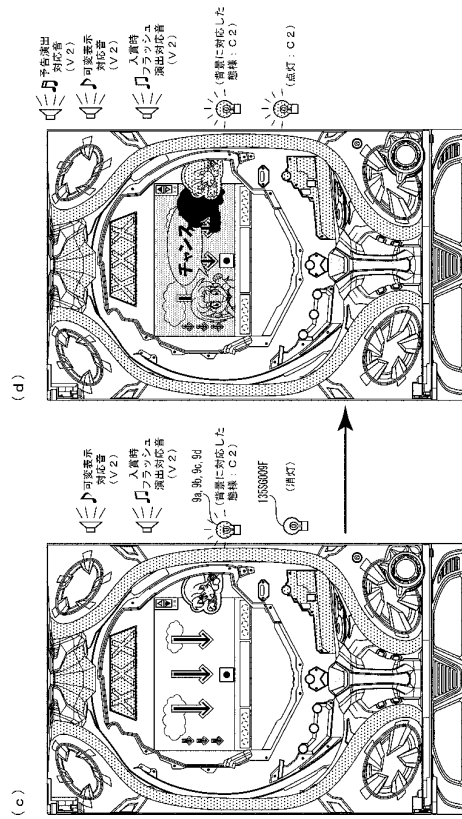 (c)
♪可変表示
対応音
(V2)
♫入賞時
フラッシュ
演出対応音
(V2)
9a,9b,9c,9d
(背景に対応した
態様:C2)
135SG009F
(消灯)
(d)
♬予告演出
対応音
(V2)
♪可変表示
対応音
(V2)
♫入賞時
フラッシュ
演出対応音
(V2)
(背景に対応した
態様:C2)
(点灯:C2)
チャンス